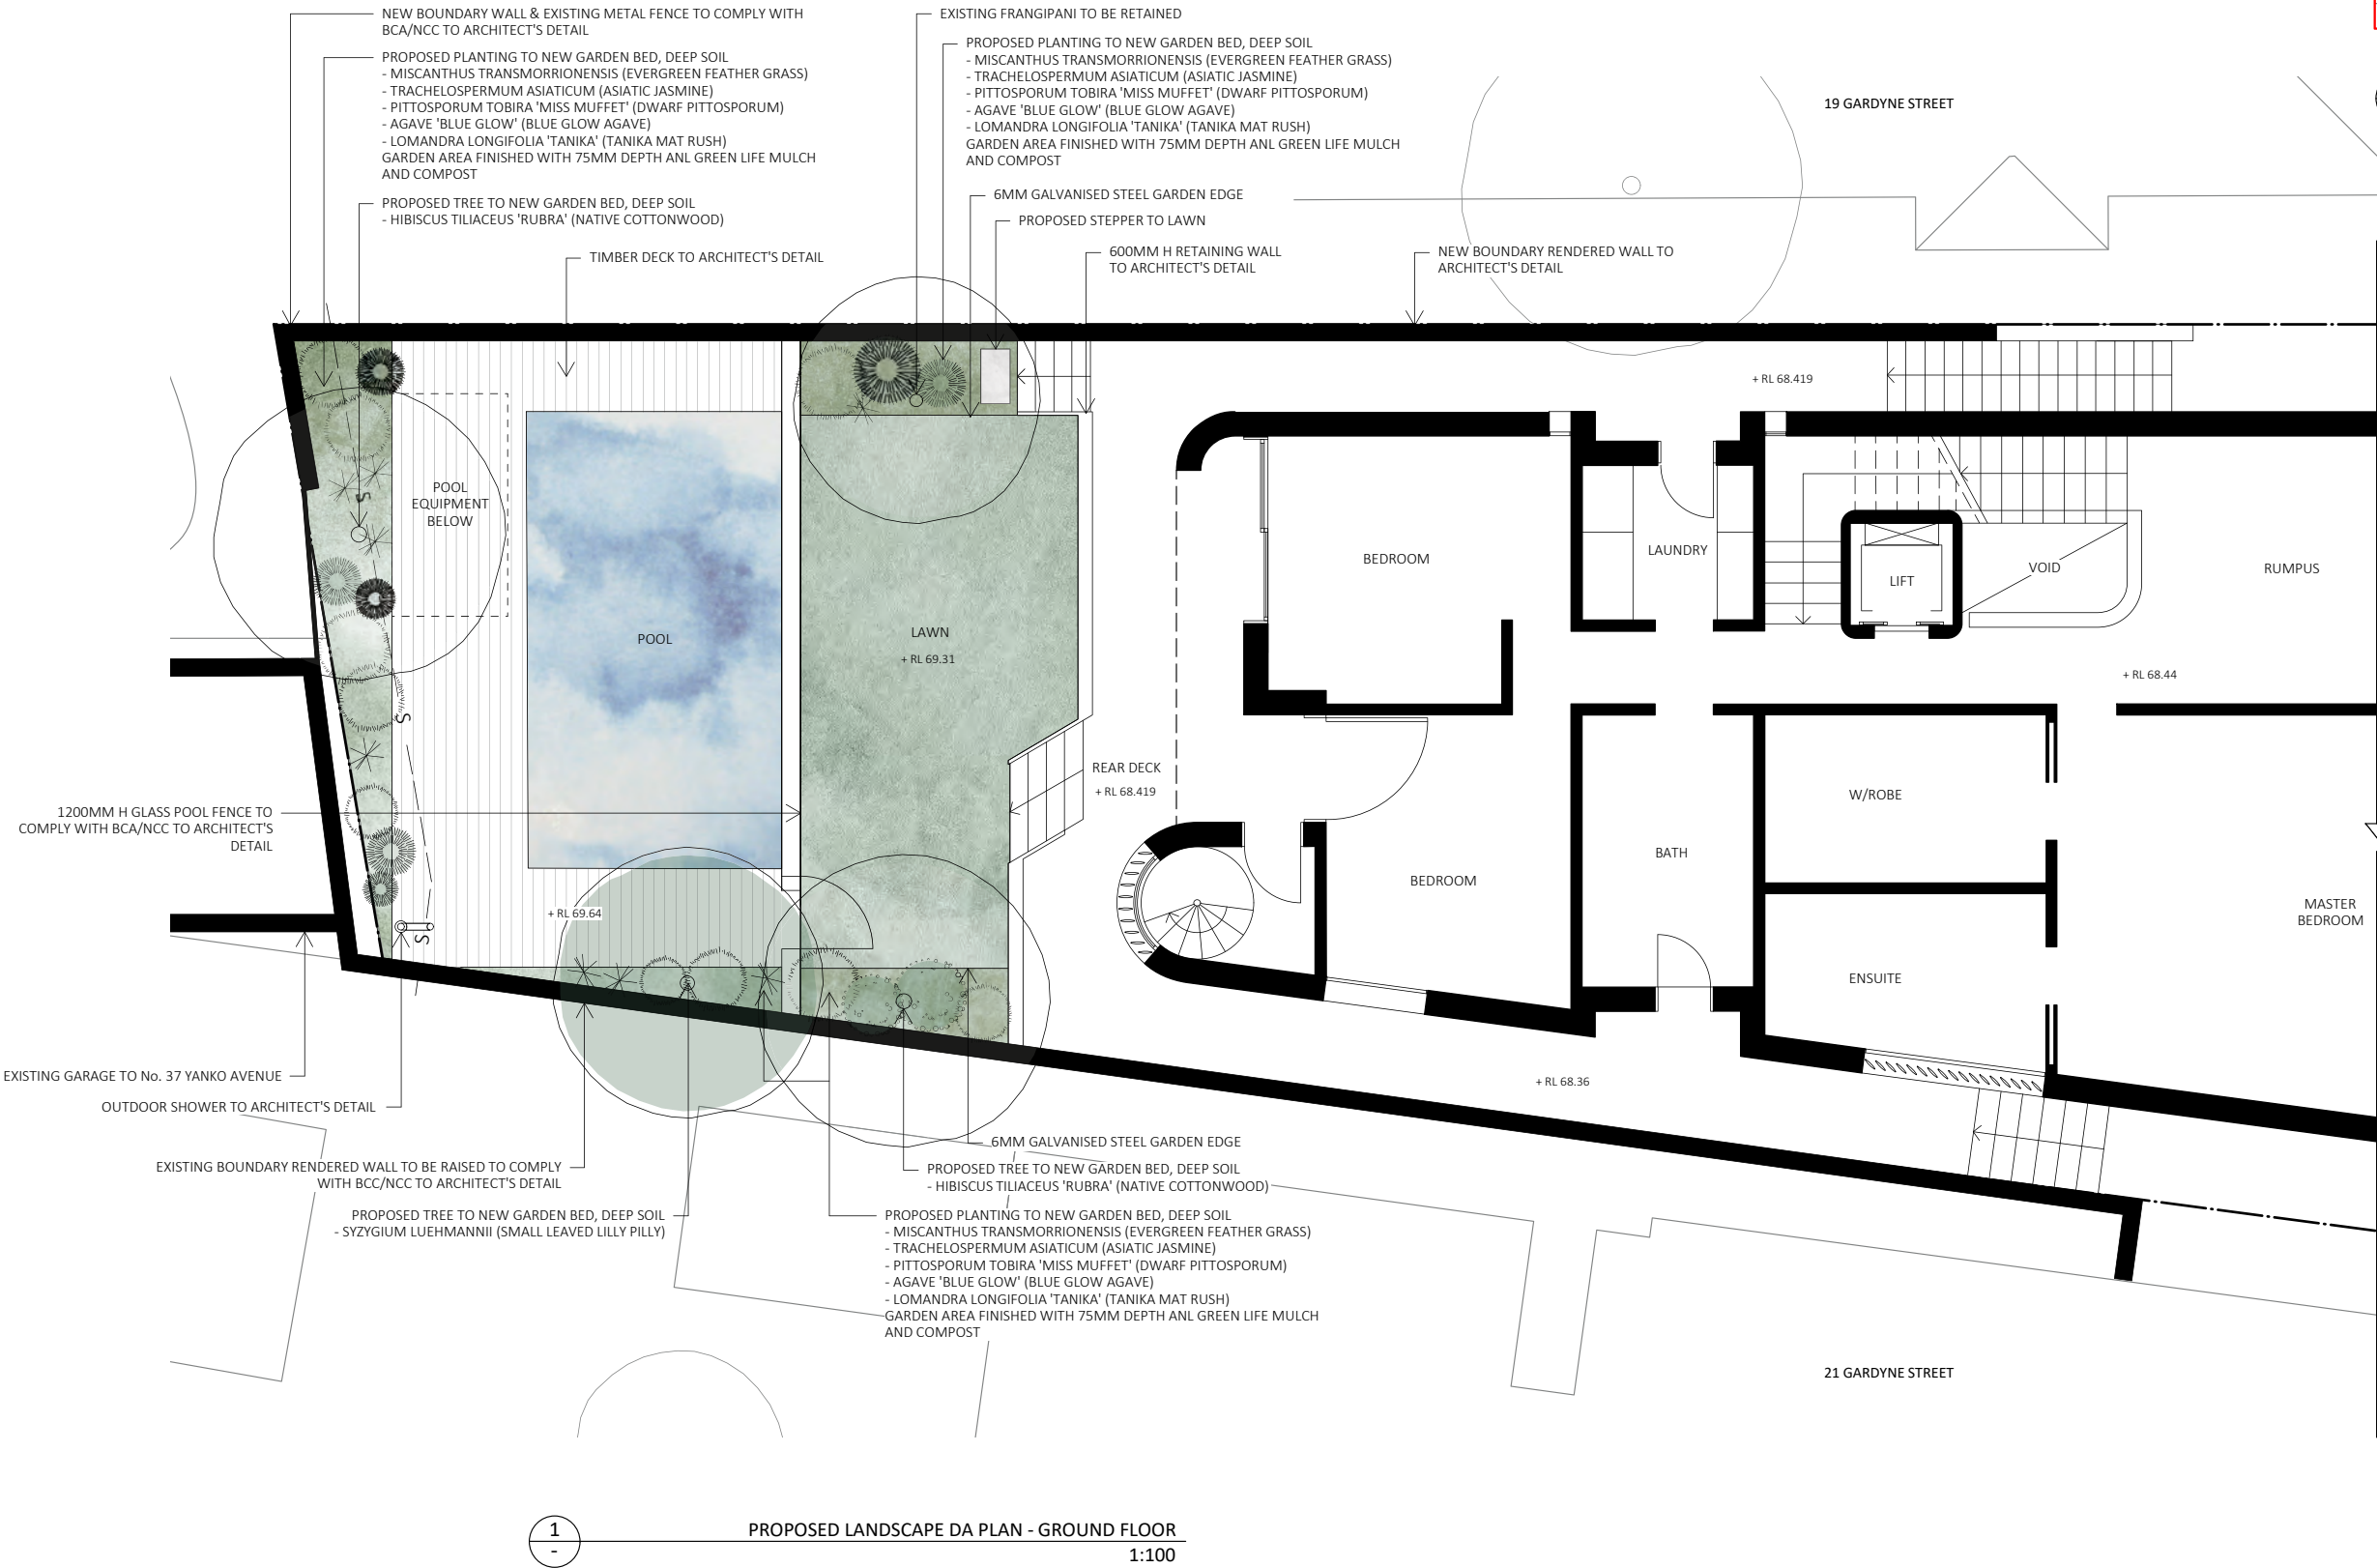 NEW BOUNDARY WALL & EXISTING METAL FENCE TO COMPLY WITH
BCA/NCC TO ARCHITECT'S DETAIL
PROPOSED PLANTING TO NEW GARDEN BED, DEEP SOIL
- MISCANTHUS TRANSMORRIONENSIS (EVERGREEN FEATHER GRASS)
- TRACHELOSPERMUM ASIATICUM (ASIATIC JASMINE)
- PITTOSPORUM TOBIRA 'MISS MUFFET' (DWARF PITTOSPORUM)
- AGAVE 'BLUE GLOW' (BLUE GLOW AGAVE)
- LOMANDRA LONGIFOLIA 'TANIKA' (TANIKA MAT RUSH)
GARDEN AREA FINISHED WITH 75MM DEPTH ANL GREEN LIFE MULCH
AND COMPOST
PROPOSED TREE TO NEW GARDEN BED, DEEP SOIL
- HIBISCUS TILIACEUS 'RUBRA' (NATIVE COTTONWOOD)
TIMBER DECK TO ARCHITECT'S DETAIL
EXISTING FRANGIPANI TO BE RETAINED
PROPOSED PLANTING TO NEW GARDEN BED, DEEP SOIL
- MISCANTHUS TRANSMORRIONENSIS (EVERGREEN FEATHER GRASS)
- TRACHELOSPERMUM ASIATICUM (ASIATIC JASMINE)
- PITTOSPORUM TOBIRA 'MISS MUFFET' (DWARF PITTOSPORUM)
- AGAVE 'BLUE GLOW' (BLUE GLOW AGAVE)
- LOMANDRA LONGIFOLIA 'TANIKA' (TANIKA MAT RUSH)
GARDEN AREA FINISHED WITH 75MM DEPTH ANL GREEN LIFE MULCH
AND COMPOST
6MM GALVANISED STEEL GARDEN EDGE
PROPOSED STEPPER TO LAWN
600MM H RETAINING WALL
TO ARCHITECT'S DETAIL
NEW BOUNDARY RENDERED WALL TO
ARCHITECT'S DETAIL
19 GARDYNE STREET
+ RL 68.419
POOL
EQUIPMENT
BELOW
S
POOL
LAWN
+ RL 69.31
BEDROOM
LAUNDRY
LIFT
VOID
RUMPUS
+ RL 68.44
S
REAR DECK
+ RL 68.419
W/ROBE
1200MM H GLASS POOL FENCE TO
COMPLY WITH BCA/NCC TO ARCHITECT'S
DETAIL
BATH
BEDROOM
MASTER
BEDROOM
+ RL 69.64
S
ENSUITE
EXISTING GARAGE TO No. 37 YANKO AVENUE
OUTDOOR SHOWER TO ARCHITECT'S DETAIL
+ RL 68.36
EXISTING BOUNDARY RENDERED WALL TO BE RAISED TO COMPLY
WITH BCC/NCC TO ARCHITECT'S DETAIL
PROPOSED TREE TO NEW GARDEN BED, DEEP SOIL
- SYZYGIUM LUEHMANNII (SMALL LEAVED LILLY PILLY)
6MM GALVANISED STEEL GARDEN EDGE
PROPOSED TREE TO NEW GARDEN BED, DEEP SOIL
- HIBISCUS TILIACEUS 'RUBRA' (NATIVE COTTONWOOD)
PROPOSED PLANTING TO NEW GARDEN BED, DEEP SOIL
- MISCANTHUS TRANSMORRIONENSIS (EVERGREEN FEATHER GRASS)
- TRACHELOSPERMUM ASIATICUM (ASIATIC JASMINE)
- PITTOSPORUM TOBIRA 'MISS MUFFET' (DWARF PITTOSPORUM)
- AGAVE 'BLUE GLOW' (BLUE GLOW AGAVE)
- LOMANDRA LONGIFOLIA 'TANIKA' (TANIKA MAT RUSH)
GARDEN AREA FINISHED WITH 75MM DEPTH ANL GREEN LIFE MULCH
AND COMPOST
21 GARDYNE STREET
1
-
PROPOSED LANDSCAPE DA PLAN - GROUND FLOOR
1:100